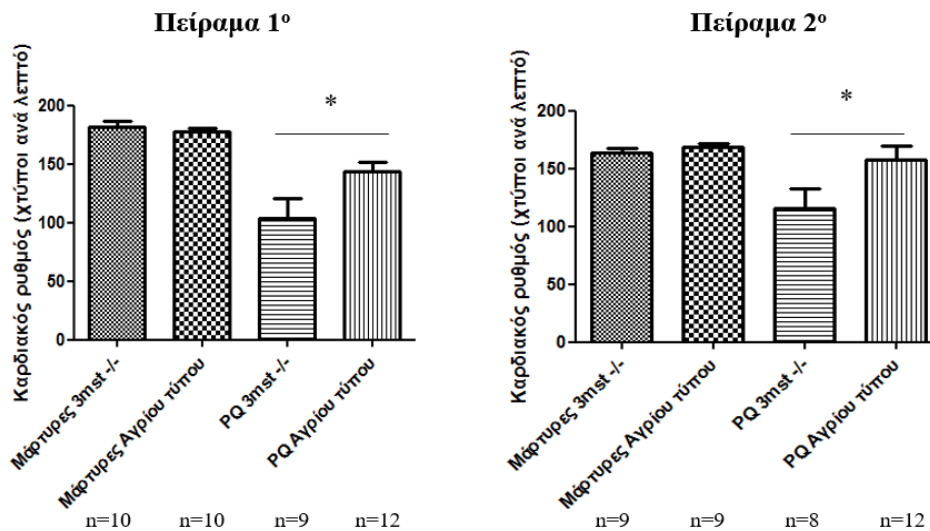 Πείραμα 1ο
Καρδιακός ρυθμός (χτύποι ανά λεπτό)
200
150
100
50
0
*
Μάρτυρες 3mst -/-
Μάρτυρες Αγρίου τύπου
PQ 3mst -/-
PQ Αγρίου τύπου
n=10 n=10 n=9 n=12
Πείραμα 2ο
Καρδιακός ρυθμός (χτύποι ανά λεπτό)
200
150
100
50
0
*
Μάρτυρες 3mst -/-
Μάρτυρες Αγρίου τύπου
PQ 3mst -/-
PQ Αγρίου τύπου
n=9 n=9 n=8 n=12